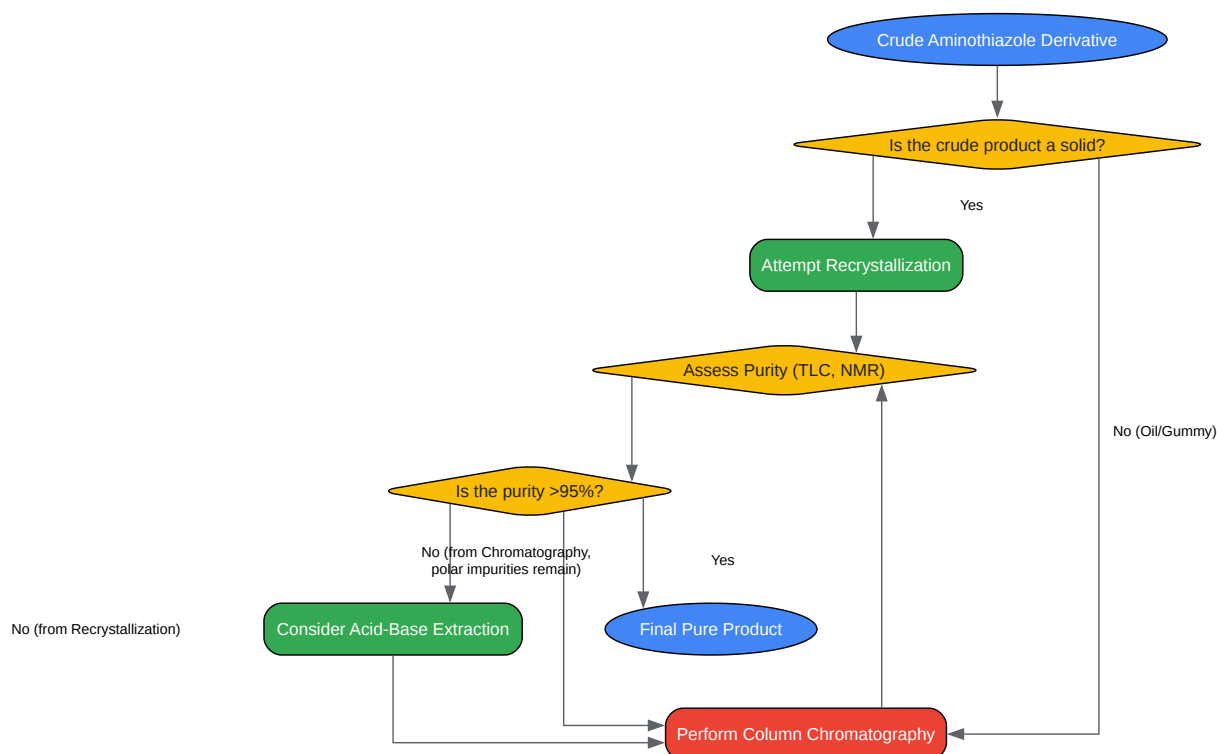 Crude Aminothiazole Derivative
Is the crude product a solid?
Yes
Attempt Recrystallization
Assess Purity (TLC, NMR)
No (Oil/Gummy)
Is the purity >95%?
No (from Chromatography,
polar impurities remain)
Yes
No (from Recrystallization)
Consider Acid-Base Extraction
Final Pure Product
Perform Column Chromatography